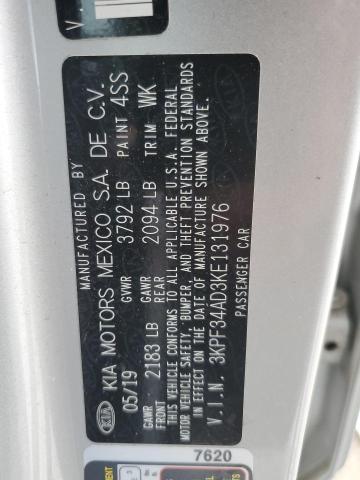 MANUFACTURED BY
KIA KIA MOTORS MEXICO S.A. DE C.V.
05/19 GVWR 3792 LB PAINT 4SS
GAWR FRONT 2183 LB GAWR REAR 2094 LB TRIM WK
THIS VEHICLE CONFORMS TO ALL APPLICABLE U.S.A. FEDERAL
MOTOR VEHICLE SAFETY, BUMPER, AND THEFT PREVENTION STANDARDS
IN EFFECT ON THE DATE OF MANUFACTURE SHOWN ABOVE.
V.I.N. 3KPF34AD3KE131976
PASSENGER CAR
7620
V